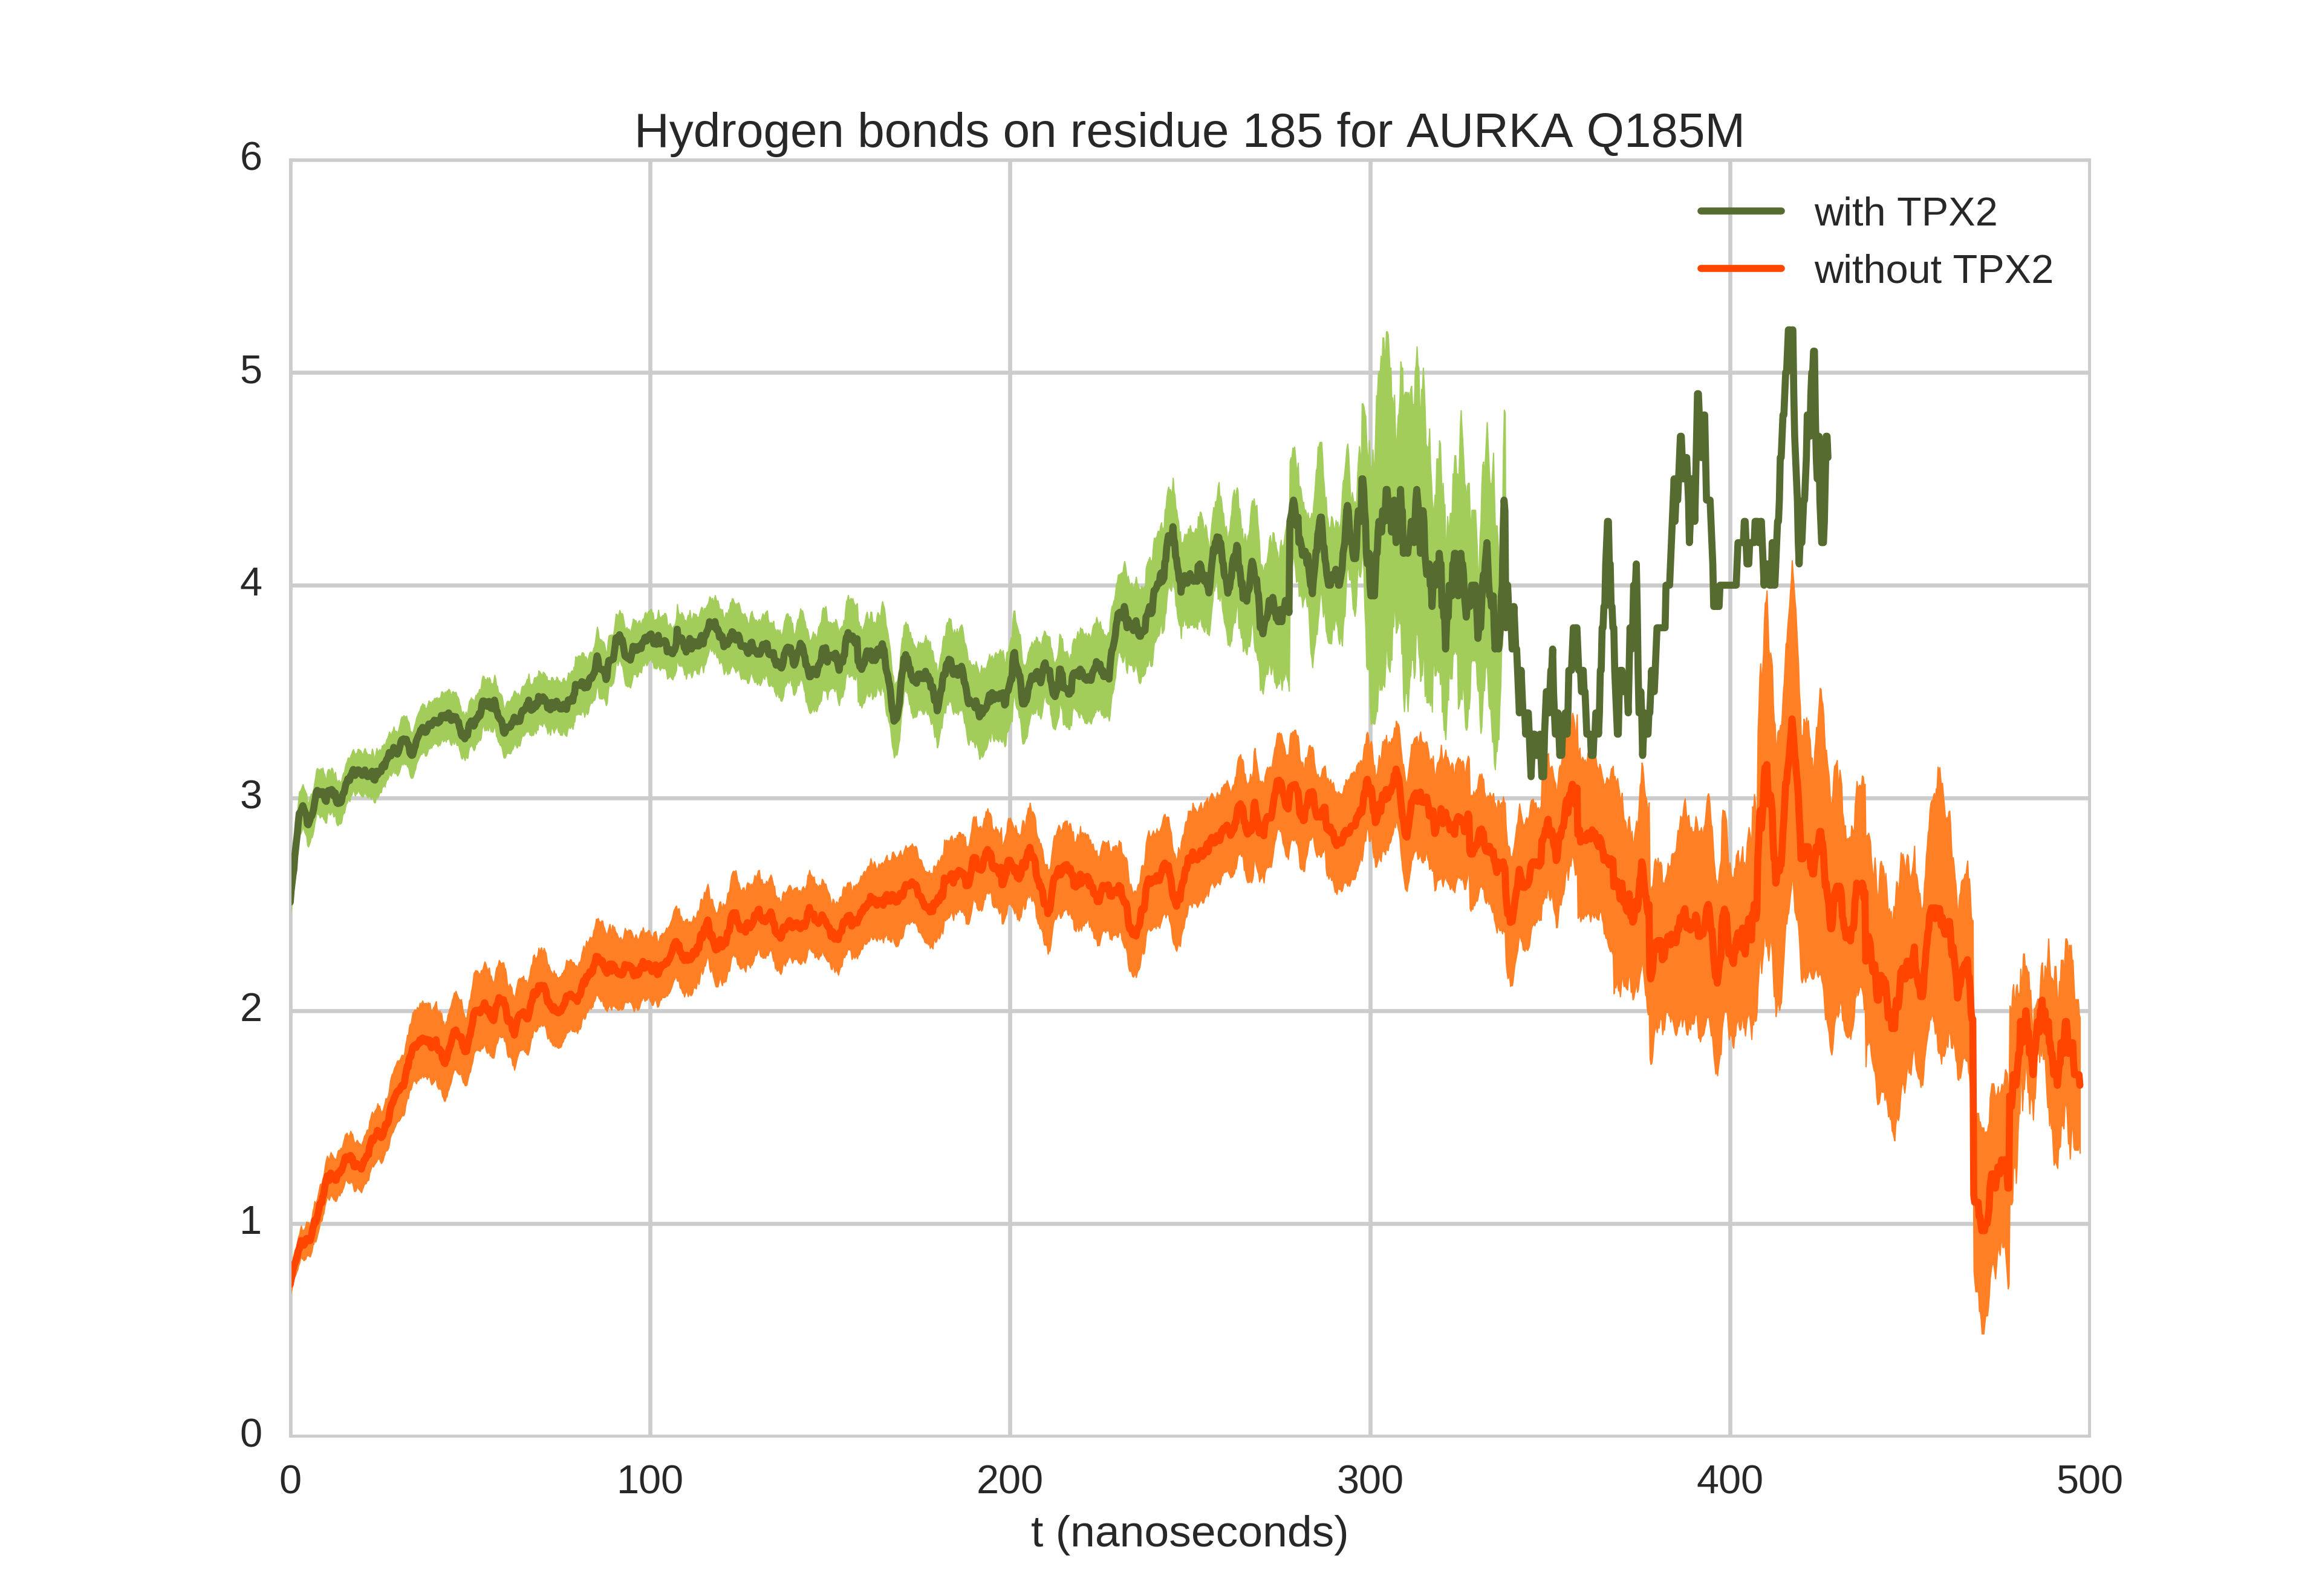 Hydrogen bonds on residue 185 for AURKA Q185M
6
5
4
3
2
1
0
with TPX2
without TPX2
0 100 200 300 400 500
t (nanoseconds)